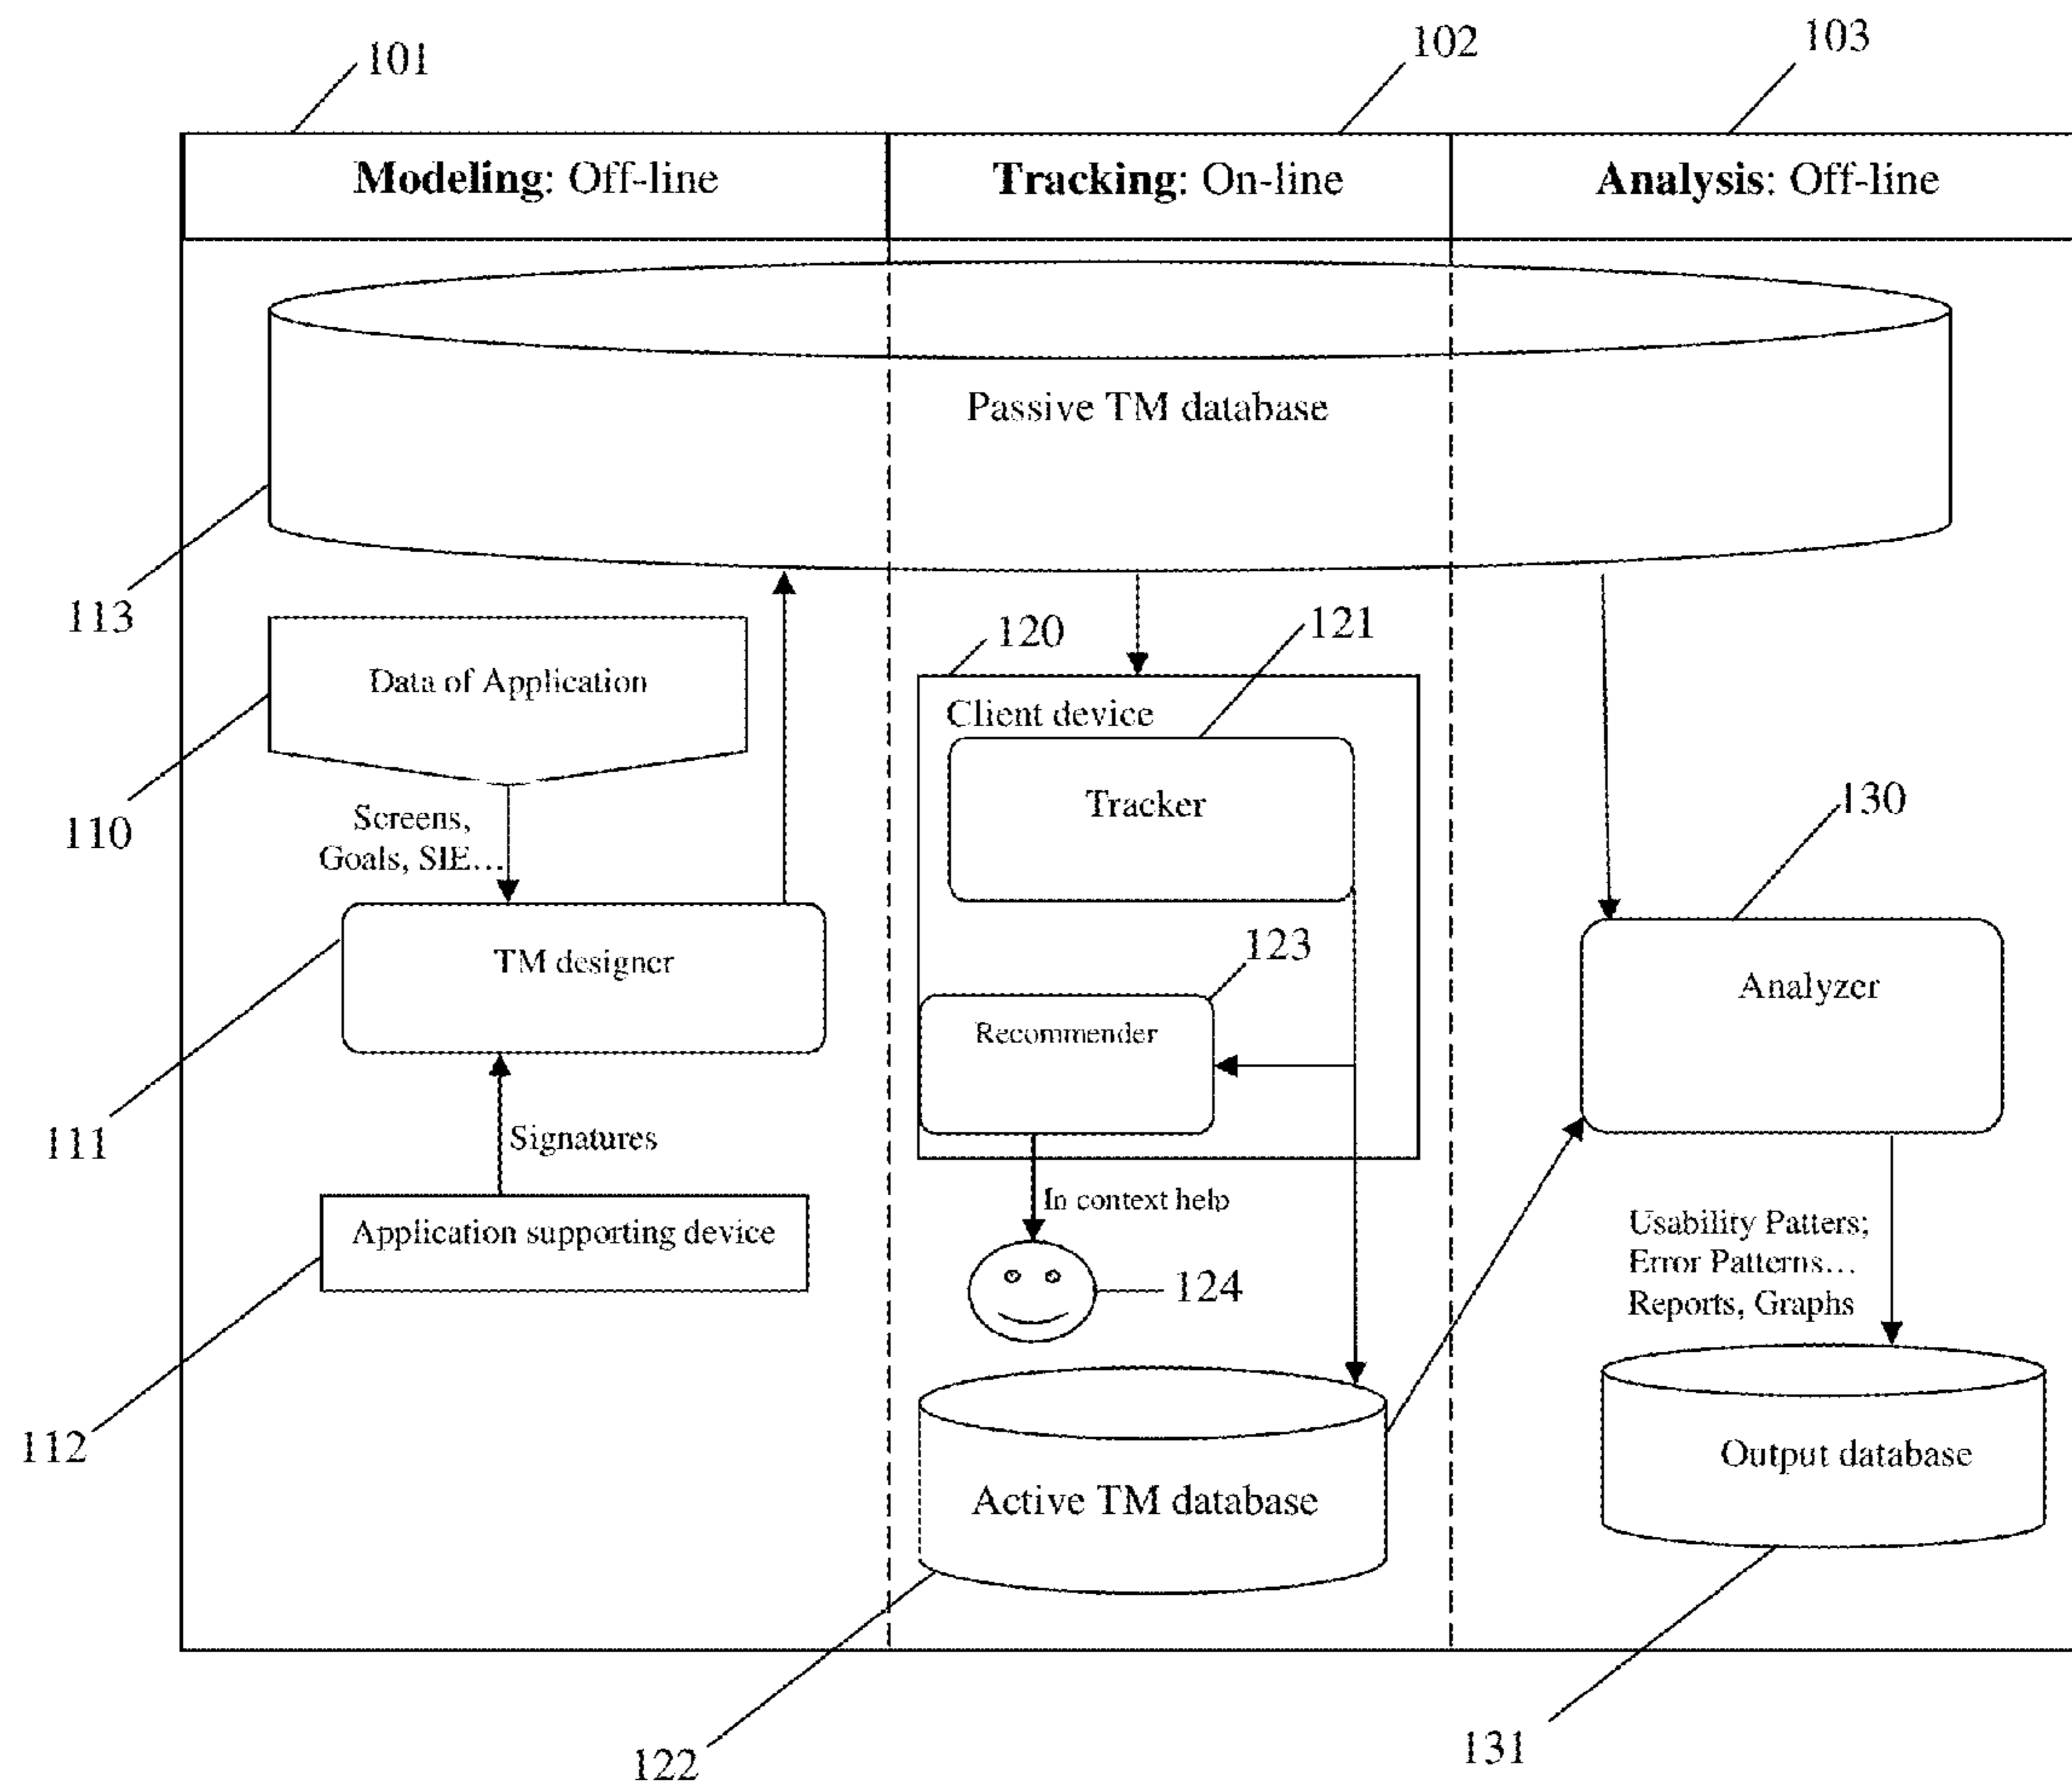 101
102
103
Modeling: Off-line
Tracking: On-line
Analysis: Off-line
Passive TM database
113
120
121
Data of Application
Client device
110
Screens,
Goals, SIE...
Tracker
130
TM designer
123
Analyzer
Recommender
111
Signatures
In context help
Application supporting device
Usability Patters;
Error Patterns...
Reports, Graphs
124
112
Output database
Active TM database
122
131